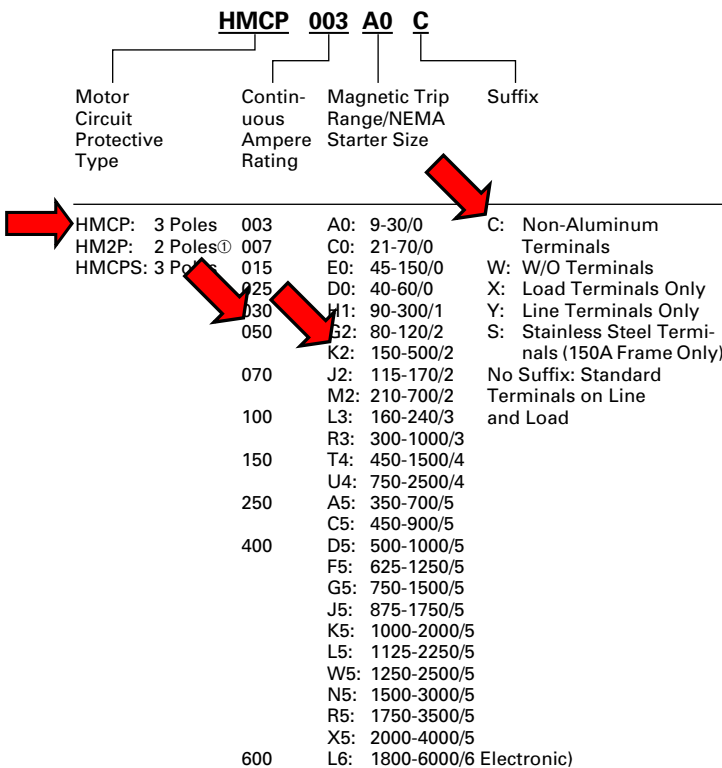 HMCP 003 A0 C
Motor Circuit Protective Type
Contin- uous Ampere Rating
Magnetic Trip Range/NEMA Starter Size
Suffix
HMCP: 3 Poles 003 A0: 9-30/0 C: Non-Aluminum
HM2P: 2 Poles① 007 C0: 21-70/0 Terminals
HMCPS: 3 Poles 015 E0: 45-150/0 W: W/O Terminals
025 D0: 40-60/0 X: Load Terminals Only
030 H1: 90-300/1 Y: Line Terminals Only
050 G2: 80-120/2 S: Stainless Steel Termi-
K2: 150-500/2 nals (150A Frame Only)
070 J2: 115-170/2 No Suffix: Standard
M2: 210-700/2 Terminals on Line
100 L3: 160-240/3 and Load
R3: 300-1000/3
150 T4: 450-1500/4
U4: 750-2500/4
250 A5: 350-700/5
C5: 450-900/5
400 D5: 500-1000/5
F5: 625-1250/5
G5: 750-1500/5
J5: 875-1750/5
K5: 1000-2000/5
L5: 1125-2250/5
W5: 1250-2500/5
N5: 1500-3000/5
R5: 1750-3500/5
X5: 2000-4000/5
600 L6: 1800-6000/6 Electronic)